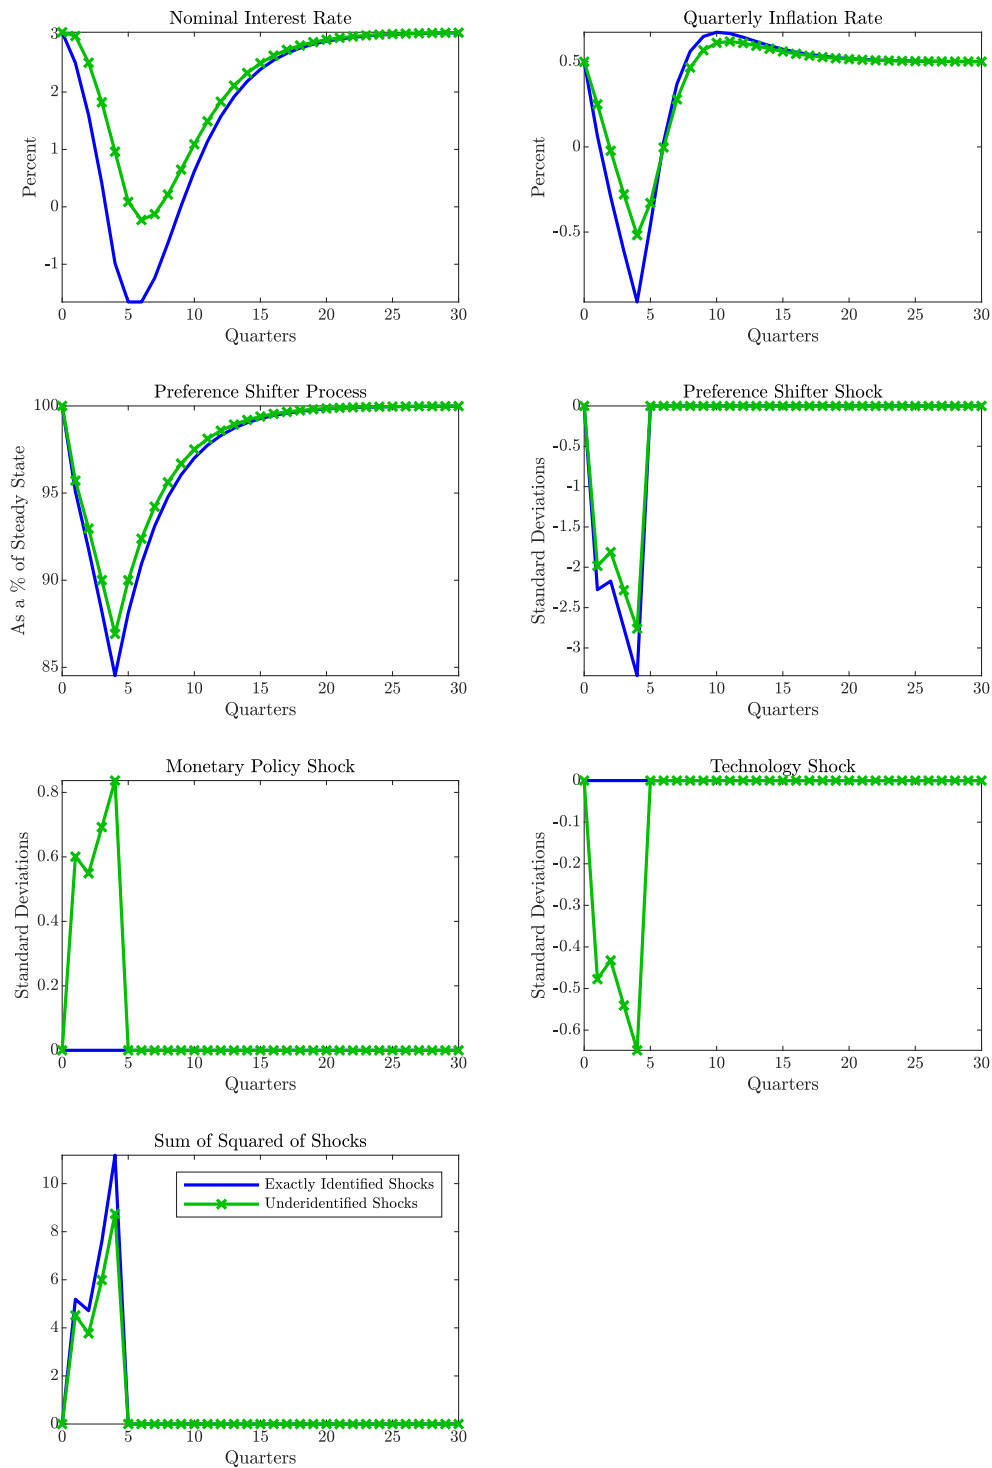 Nominal Interest Rate
Percent
3
2
1
0
-1
0 5 10 15 20 25 30
Quarters
Quarterly Inflation Rate
Percent
0.5
0
-0.5
0 5 10 15 20 25 30
Quarters
Preference Shifter Process
As a % of Steady State
100
95
90
85
0 5 10 15 20 25 30
Quarters
Preference Shifter Shock
Standard Deviations
0
-0.5
-1
-1.5
-2
-2.5
-3
0 5 10 15 20 25 30
Quarters
Monetary Policy Shock
Standard Deviations
0.8
0.6
0.4
0.2
0
0 5 10 15 20 25 30
Quarters
Technology Shock
Standard Deviations
0
-0.1
-0.2
-0.3
-0.4
-0.5
-0.6
0 5 10 15 20 25 30
Quarters
Sum of Squared of Shocks
10
8
6
4
2
0
0 5 10 15 20 25 30
Quarters
Exactly Identified Shocks
Underidentified Shocks